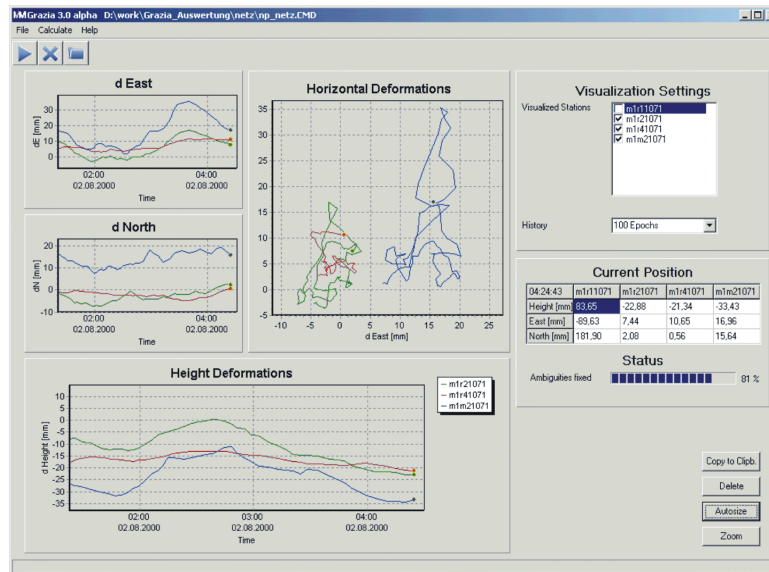 MMGrazia 3.0 alpha D:\work\Grazia_Auswertung\netz\np_netz.CMD
File Calculate Help
d East
dE [mm]
30
20
10
0
02:00 04:00
02.08.2000 02.08.2000
Time
d North
dN [mm]
20
10
0
-10
02:00 04:00
02.08.2000 02.08.2000
Time
Horizontal Deformations
35
30
25
20
15
10
5
0
-5
-10 -5 0 5 10 15 20 25
d East [mm]
Height Deformations
d Height [mm]
10
5
0
-5
-10
-15
-20
-25
-30
-35
02:00 03:00 04:00
02.08.2000 02.08.2000 02.08.2000
Time
m1r21071
m1r41071
m1m21071
Visualization Settings
Visualized Stations
m1r11071
m1r21071
m1r41071
m1m21071
History 100 Epochs
Current Position
04:24:43 m1r11071 m1r21071 m1r41071 m1m21071
Height [mm] 83,65 -22,88 -21,34 -33,43
East [mm] -89,63 7,44 10,65 16,96
North [mm] 181,90 2,08 0,56 15,64
Status
Ambiguities fixed 81 %
Copy to Clipb.
Delete
Autosize
Zoom